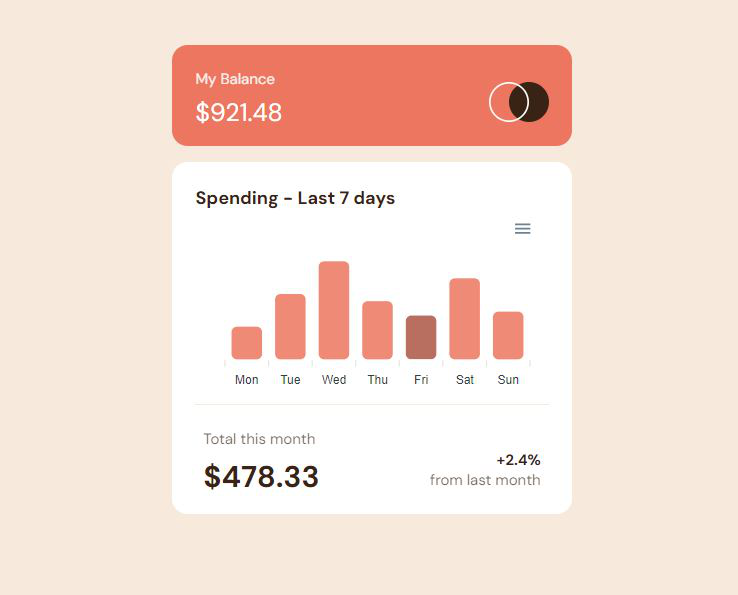 My Balance
$921.48
Spending - Last 7 days
Mon Tue Wed Thu Fri Sat Sun
Total this month
$478.33
+2.4%
from last month